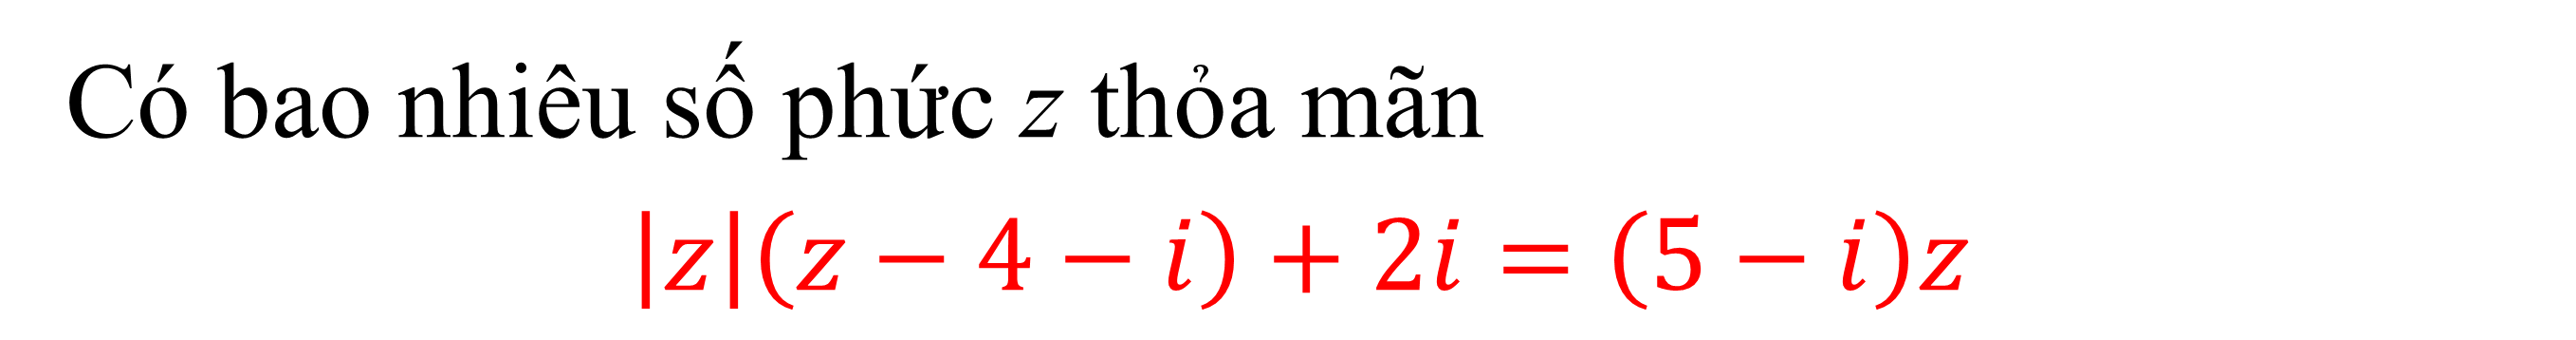 Có bao nhiêu số phức z thỏa mãn
|z|(z − 4 − i) + 2i = (5 − i)z